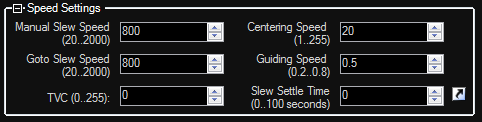 Speed Settings
Manual Slew Speed
(20..2000)
800
Centering Speed
(1..255)
20
Goto Slew Speed
(20..2000)
800
Guiding Speed
(0.2..0.8)
0.5
TVC (0..255):
0
Slew Settle Time
(0..100 seconds)
0